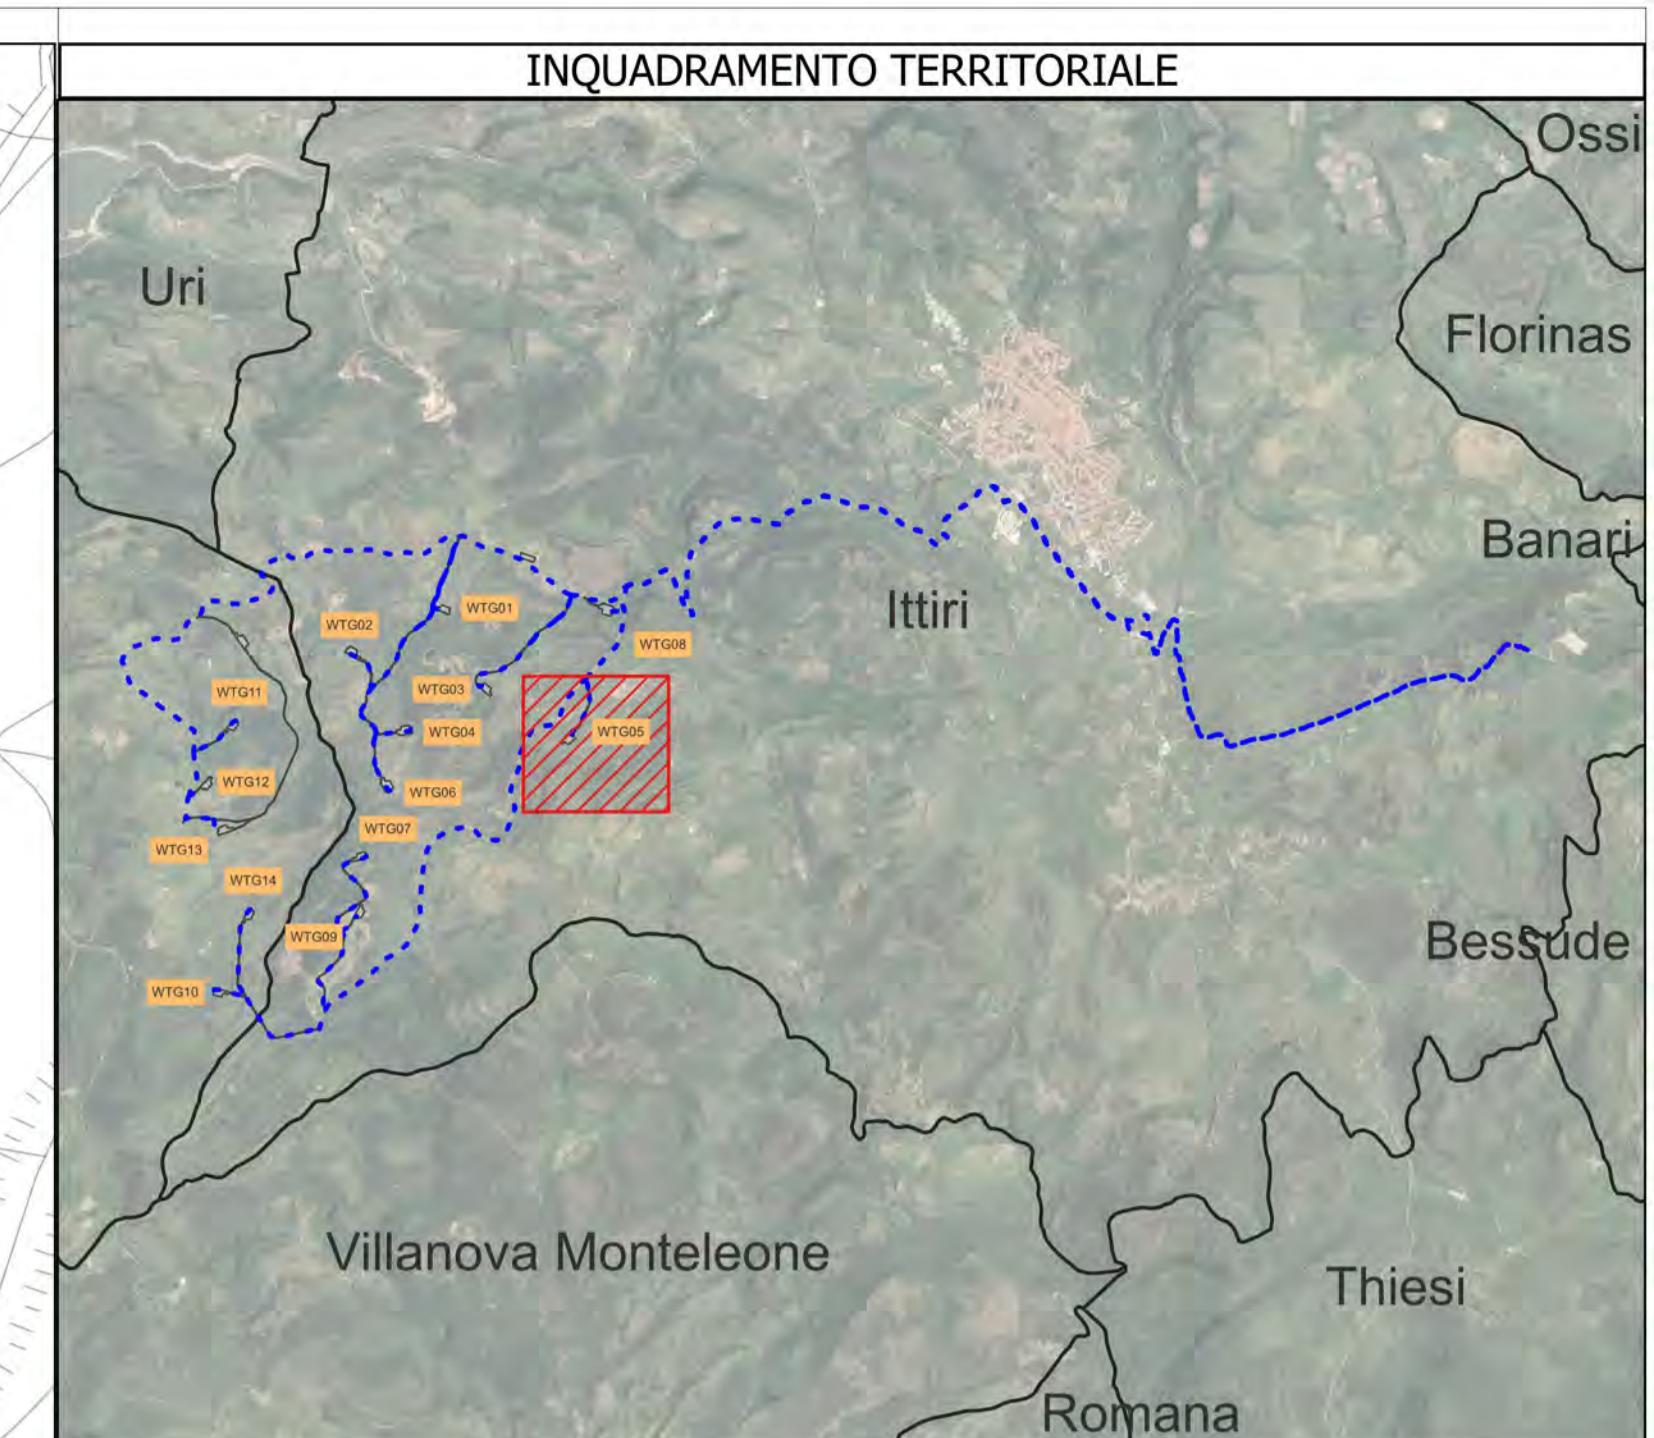 INQUADRAMENTO TERRITORIALE
Ossi
Uri
Florinas
Banari
WTG01
Ittiri
WTG02
WTG08
WTG03
WTG11
WTG04
WTG05
WTG12
WTG06
WTG07
WTG13
WTG14
WTG09
Bessude
WTG10
Villanova Monteleone
Thiesi
Romana